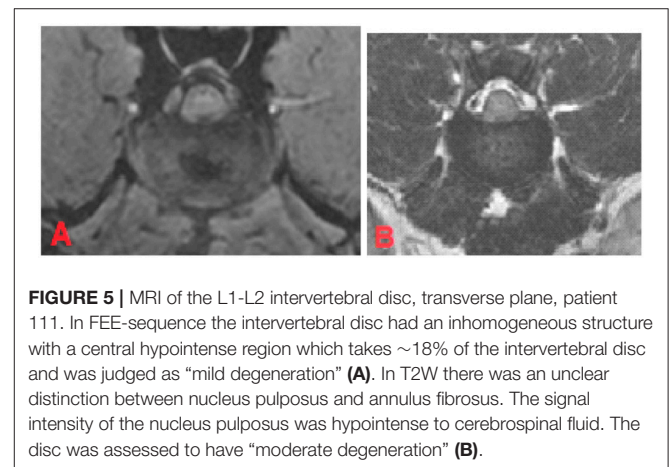 A
B
FIGURE 5 | MRI of the L1-L2 intervertebral disc, transverse plane, patient
111. In FEE-sequence the intervertebral disc had an inhomogeneous structure
with a central hypointense region which takes ∼18% of the intervertebral disc
and was judged as “mild degeneration” (A). In T2W there was an unclear
distinction between nucleus pulposus and annulus fibrosus. The signal
intensity of the nucleus pulposus was hypointense to cerebrospinal fluid. The
disc was assessed to have “moderate degeneration” (B).